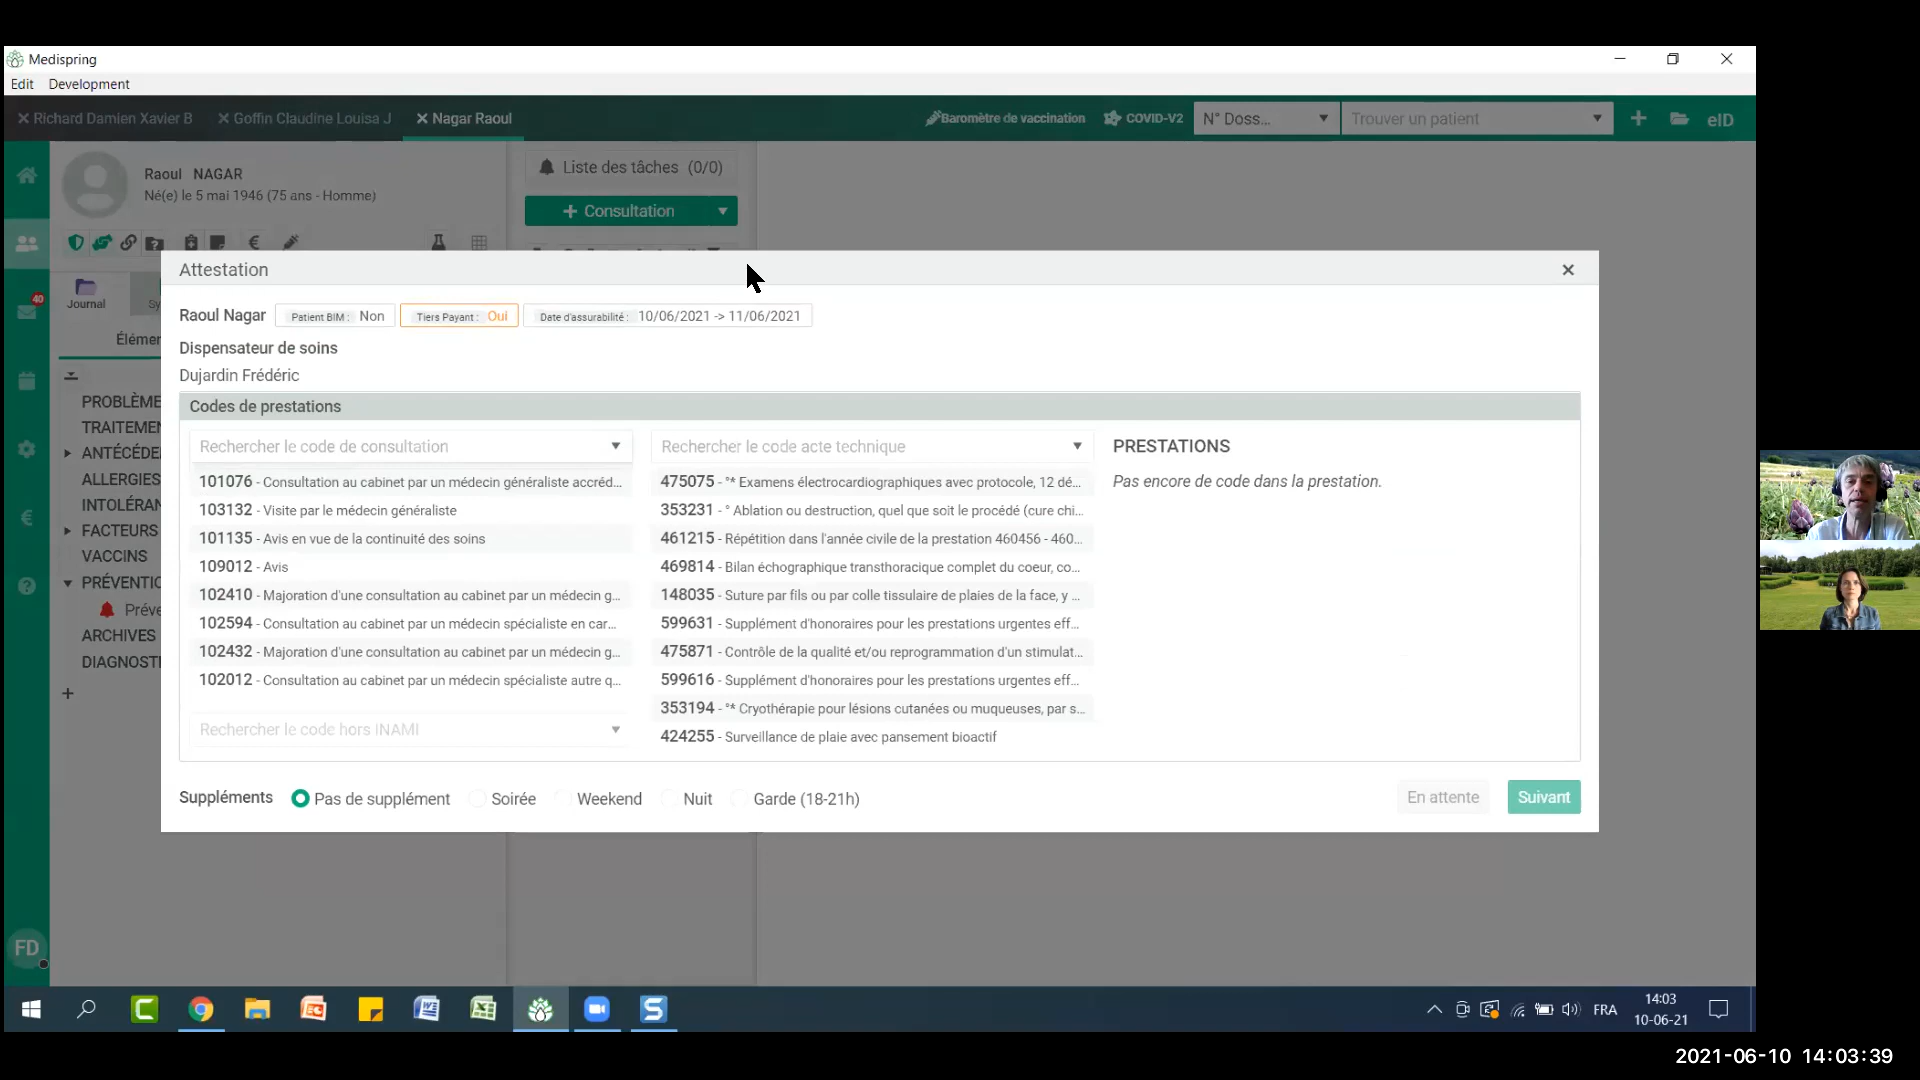 Medispring
Edit Development
Richard Damien Xavier B Goffin Claudine Louisa J Nagar Raoul Baromètre de vaccination COVID-V2 N° Doss... Trouver un patient eID
Raoul NAGAR
Né(e) le 5 mai 1946 (75 ans - Homme)
Liste des tâches (0/0)
Consultation
40
Journal
Sy
Élémen
PROBLÈME
TRAITEMEN
ANTÉCÉDE
ALLERGIES
INTOLÉRAN
FACTEURS
VACCINS
PRÉVENTIO
Préve
ARCHIVES
DIAGNOST
FD
Attestation
Raoul Nagar Patient BIM : Non Tiers Payant : Oui Date d'assurabilité : 10/06/2021 -> 11/06/2021
Dispensateur de soins
Dujardin Frédéric
Codes de prestations
Rechercher le code de consultation
101076 - Consultation au cabinet par un médecin généraliste accréd...
103132 - Visite par le médecin généraliste
101135 - Avis en vue de la continuité des soins
109012 - Avis
102410 - Majoration d'une consultation au cabinet par un médecin g...
102594 - Consultation au cabinet par un médecin spécialiste en car...
102432 - Majoration d'une consultation au cabinet par un médecin g...
102012 - Consultation au cabinet par un médecin spécialiste autre q...
Rechercher le code hors INAMI
Rechercher le code acte technique
475075 - °* Examens électrocardiographiques avec protocole, 12 dé...
353231 - ° Ablation ou destruction, quel que soit le procédé (cure chi...
461215 - Répétition dans l'année civile de la prestation 460456 - 460...
469814 - Bilan échographique transthoracique complet du coeur, co...
148035 - Suture par fils ou par colle tissulaire de plaies de la face, y ...
599631 - Supplément d'honoraires pour les prestations urgentes eff...
475871 - Contrôle de la qualité et/ou reprogrammation d'un stimulat...
599616 - Supplément d'honoraires pour les prestations urgentes eff...
353194 - °* Cryothérapie pour lésions cutanées ou muqueuses, par s...
424255 - Surveillance de plaie avec pansement bioactif
PRESTATIONS
Pas encore de code dans la prestation.
Suppléments Pas de supplément Soirée Weekend Nuit Garde (18-21h)
En attente Suivant
FRA
14:03
10-06-21
2021-06-10 14:03:39